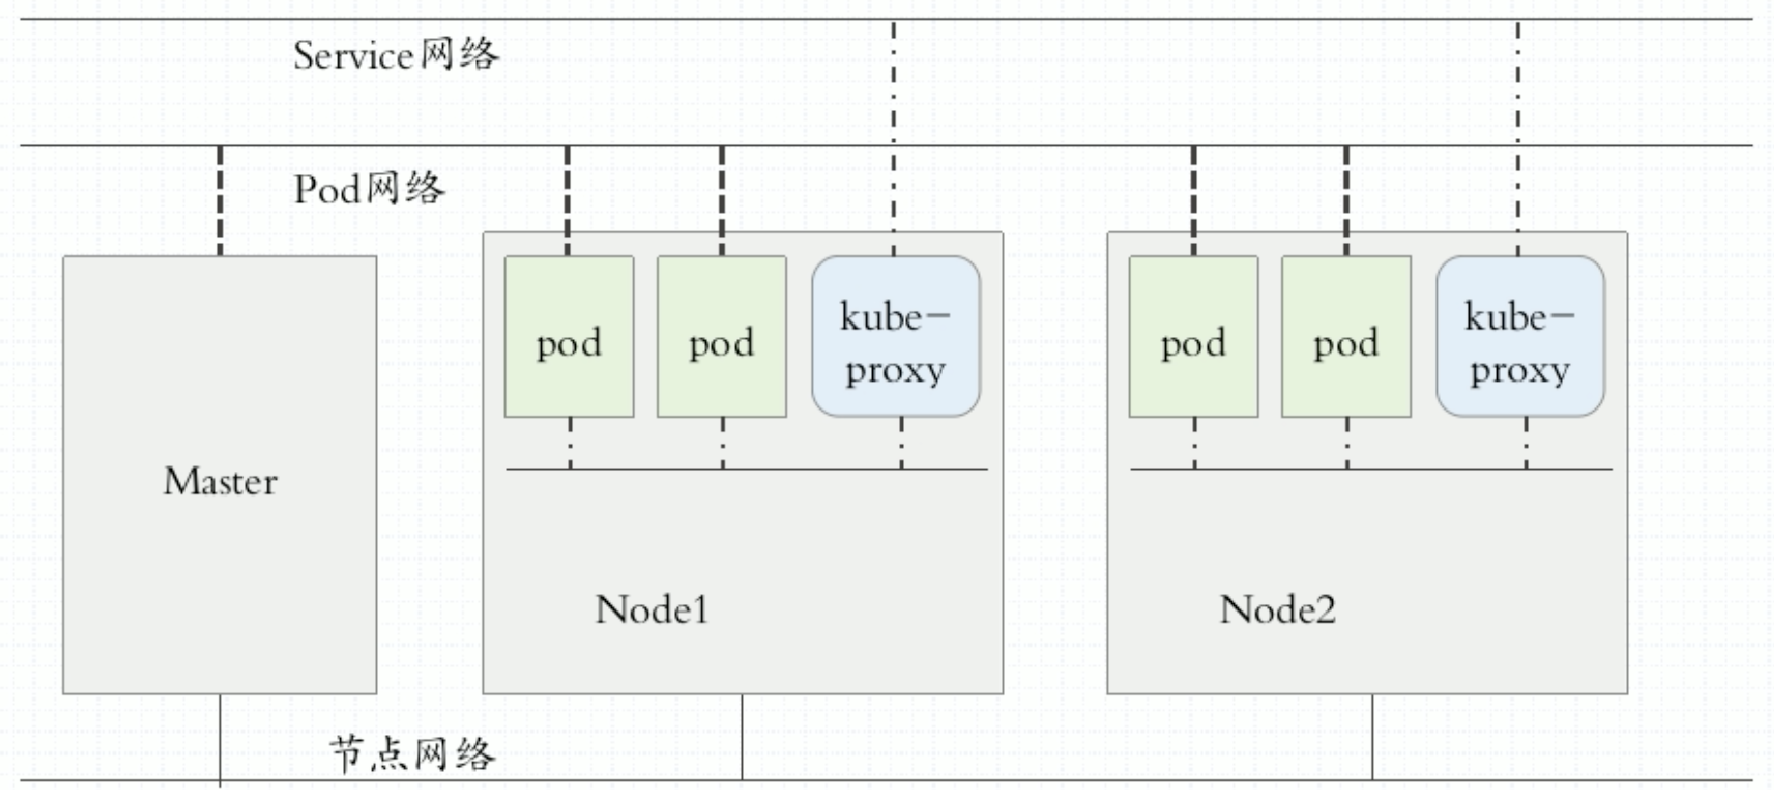 Service网络
Pod网络
pod
pod
kube-
proxy
pod
pod
kube-
proxy
Master
Node1
Node2
节点网络